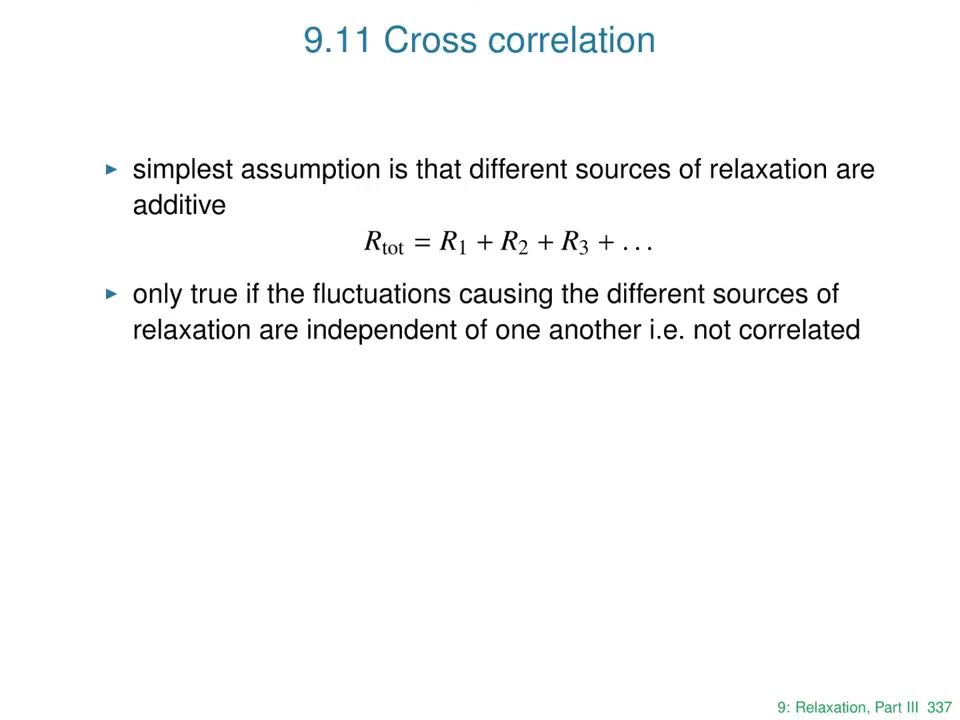 9.11 Cross correlation
▶ simplest assumption is that different sources of relaxation are
additive
R_tot = R_1 + R_2 + R_3 + . . .
▶ only true if the fluctuations causing the different sources of
relaxation are independent of one another i.e. not correlated
9: Relaxation, Part III 337